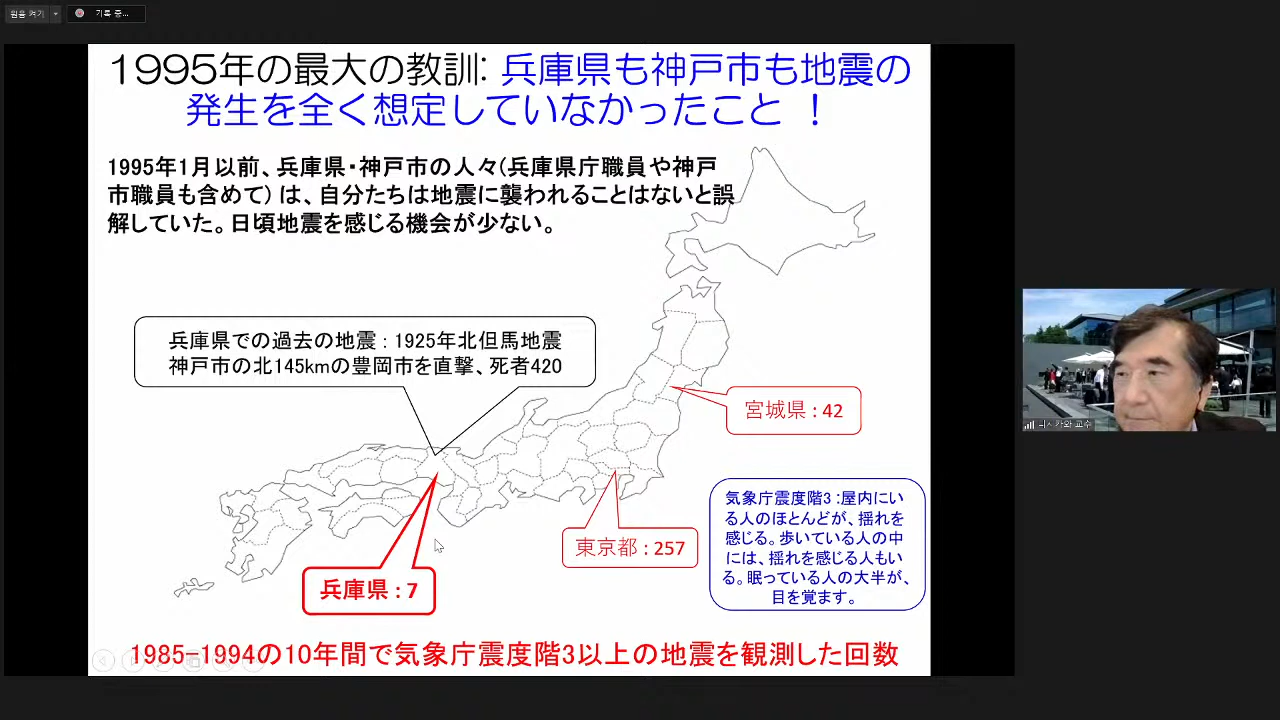 원음 켜기
기록 중...
1995年の最大の教訓: 兵庫県も神戸市も地震の
発生を全く想定していなかったこと ！
1995年1月以前、兵庫県・神戸市の人々(兵庫県庁職員や神戸
市職員も含めて) は、自分たちは地震に襲われることはないと誤
解していた。日頃地震を感じる機会が少ない。
兵庫県での過去の地震 : 1925年北但馬地震
神戸市の北145kmの豊岡市を直撃、死者420
宮城県 : 42
東京都 : 257
兵庫県 : 7
気象庁震度階3 :屋内にい
る人のほとんどが、揺れを
感じる。歩いている人の中
には、揺れを感じる人もい
る。眠っている人の大半が、
目を覚ます。
1985-1994の10年間で気象庁震度階3以上の地震を観測した回数
교수